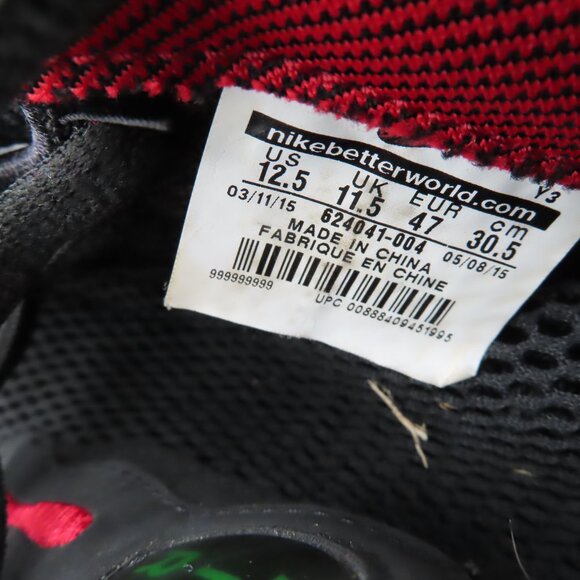 nikebetterworld.com
US UK EUR cm Y3
12.5 11.5 47 30.5
03/11/15 624041-004 05/08/15
MADE IN CHINA
FABRIQUE EN CHINE
999999999
UPC 00888409451995